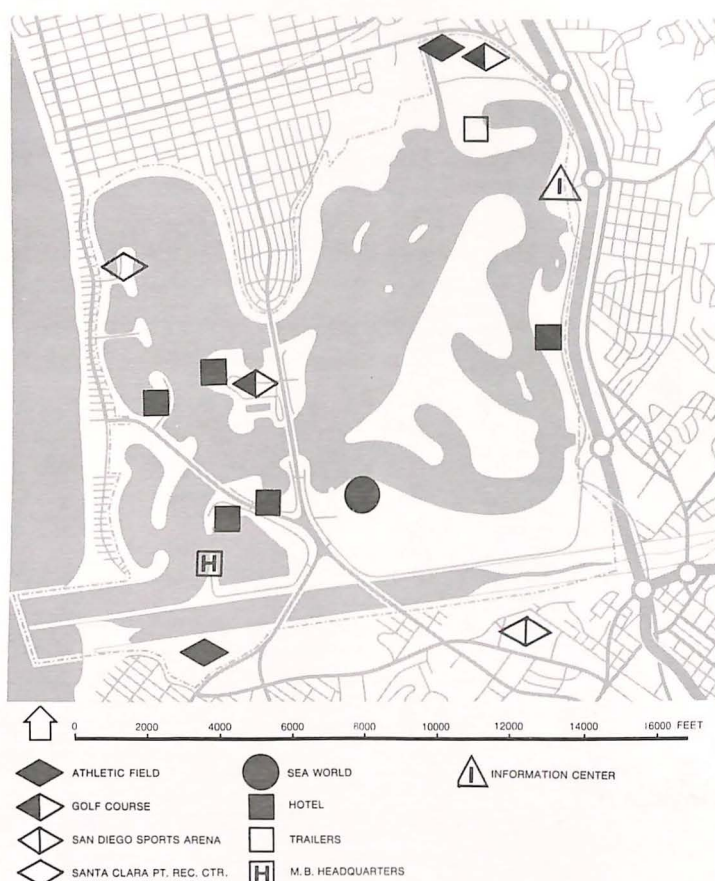 I
H
0 2000 4000 6000 8000 10000 12000 14000 16000 FEET
ATHLETIC FIELD
GOLF COURSE
SAN DIEGO SPORTS ARENA
SANTA CLARA PT. REC. CTR.
SEA WORLD
HOTEL
TRAILERS
H M.B. HEADQUARTERS
I INFORMATION CENTER